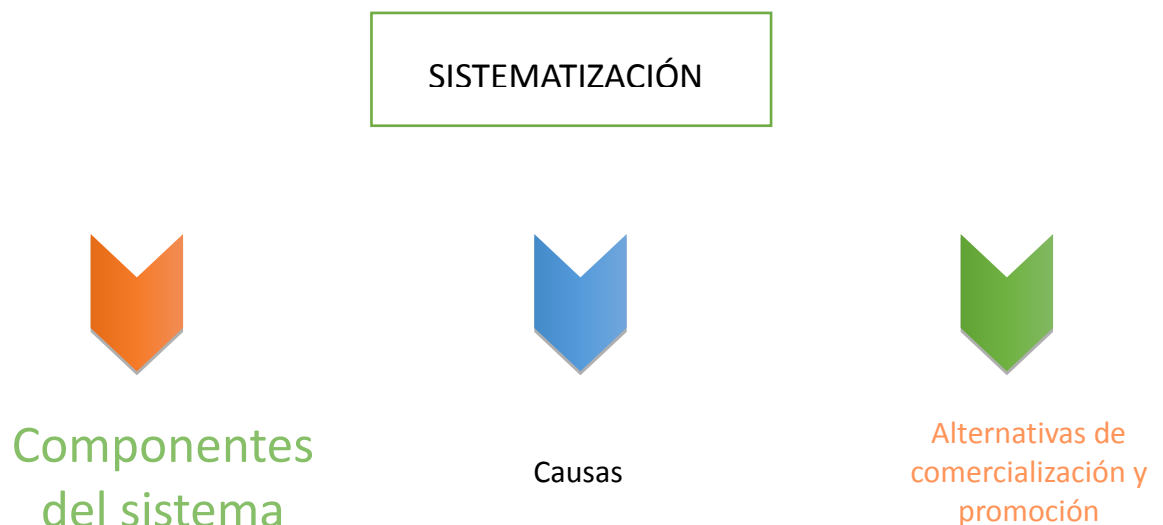 SISTEMATIZACIÓN
Componentes
del sistema
Causas
Alternativas de
comercialización y
promoción